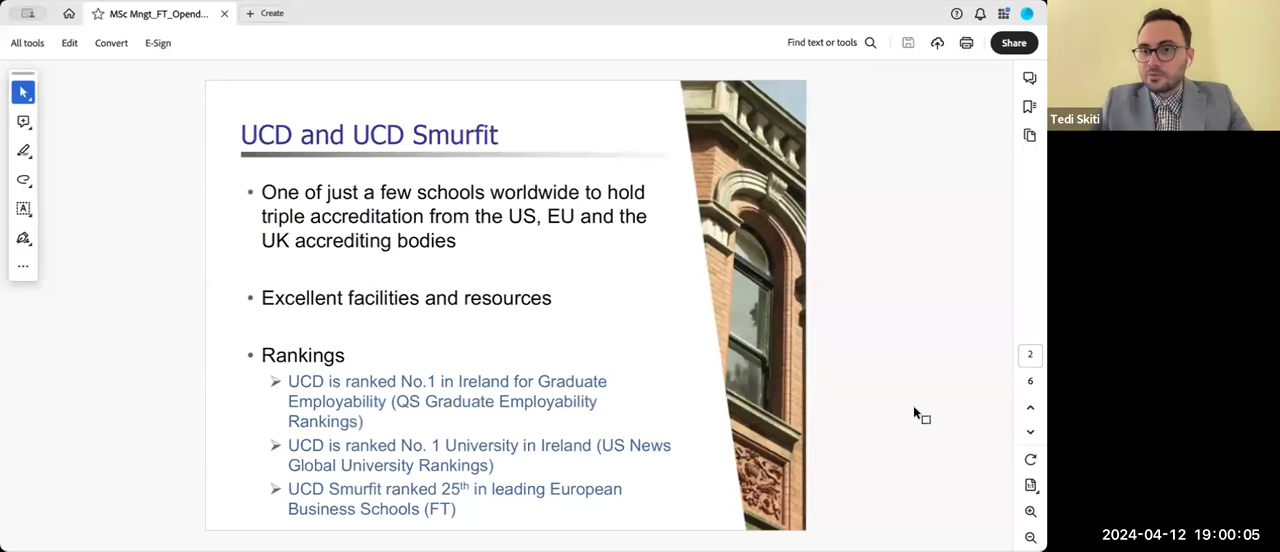 MSc Mngt_FT_Opend...
Create
All tools
Edit
Convert
E-Sign
Find text or tools
Share
Tedi Skiti
UCD and UCD Smurfit
• One of just a few schools worldwide to hold
triple accreditation from the US, EU and the
UK accrediting bodies
• Excellent facilities and resources
• Rankings
➢ UCD is ranked No.1 in Ireland for Graduate
Employability (QS Graduate Employability
Rankings)
➢ UCD is ranked No. 1 University in Ireland (US News
Global University Rankings)
➢ UCD Smurfit ranked 25th in leading European
Business Schools (FT)
2
6
2024-04-12 19:00:05